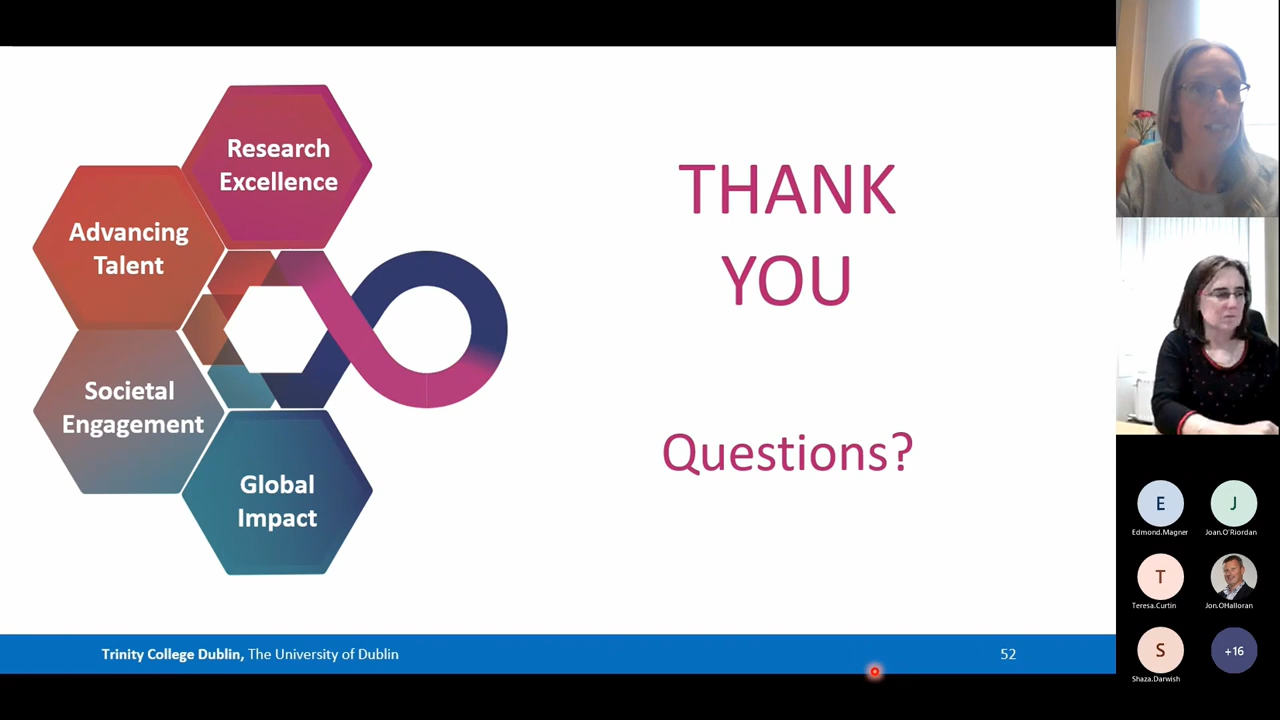 Research
Excellence
Advancing
Talent
Societal
Engagement
Global
Impact
THANK
YOU
Questions?
Trinity College Dublin, The University of Dublin
52
E
Edmond.Magner
J
Joan.O'Riordan
T
Teresa.Curtin
Jon.OHalloran
S
Shaza.Darwish
+16